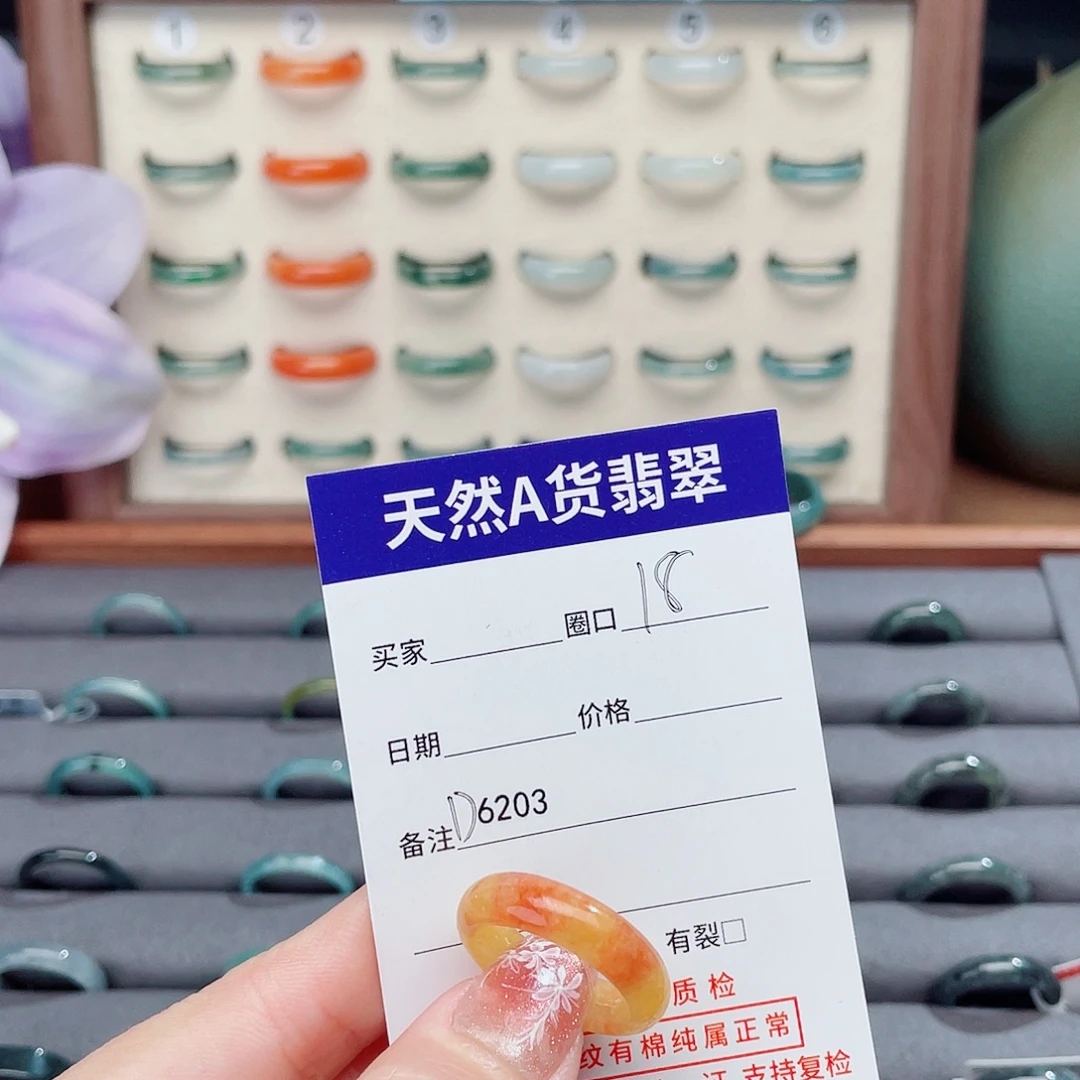 1 2 3 4 5 6
天然A货翡翠
买家 圈口 18
日期 价格
备注 D6203
有裂□
质检
纹有棉纯属正常
证 支持复检